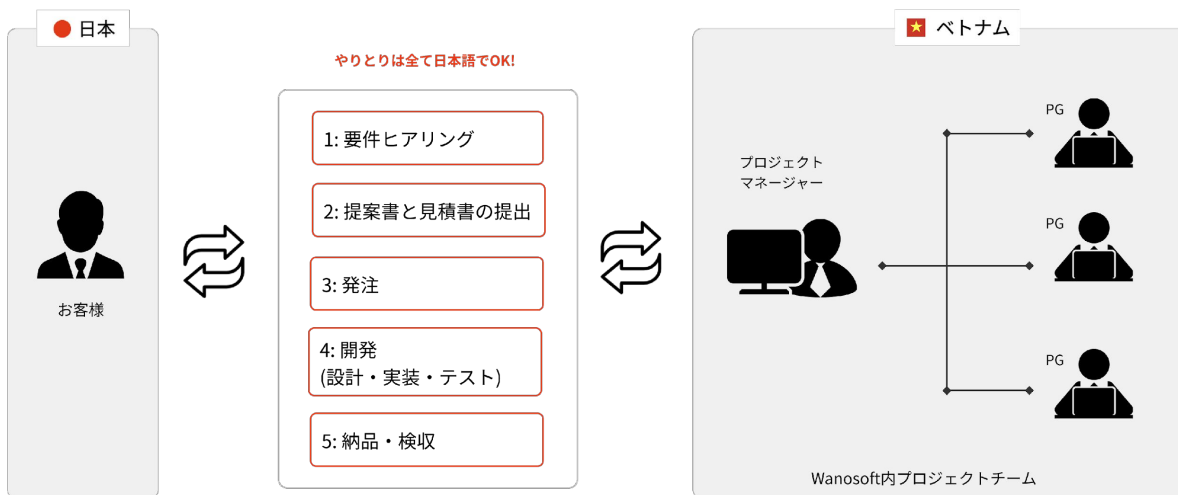 日本
お客様
やりとりは全て日本語でOK!
1: 要件ヒアリング
2: 提案書と見積書の提出
3: 発注
4: 開発
(設計・実装・テスト)
5: 納品・検収
ベトナム
プロジェクト
マネージャー
PG
PG
PG
Wanosoft内プロジェクトチーム